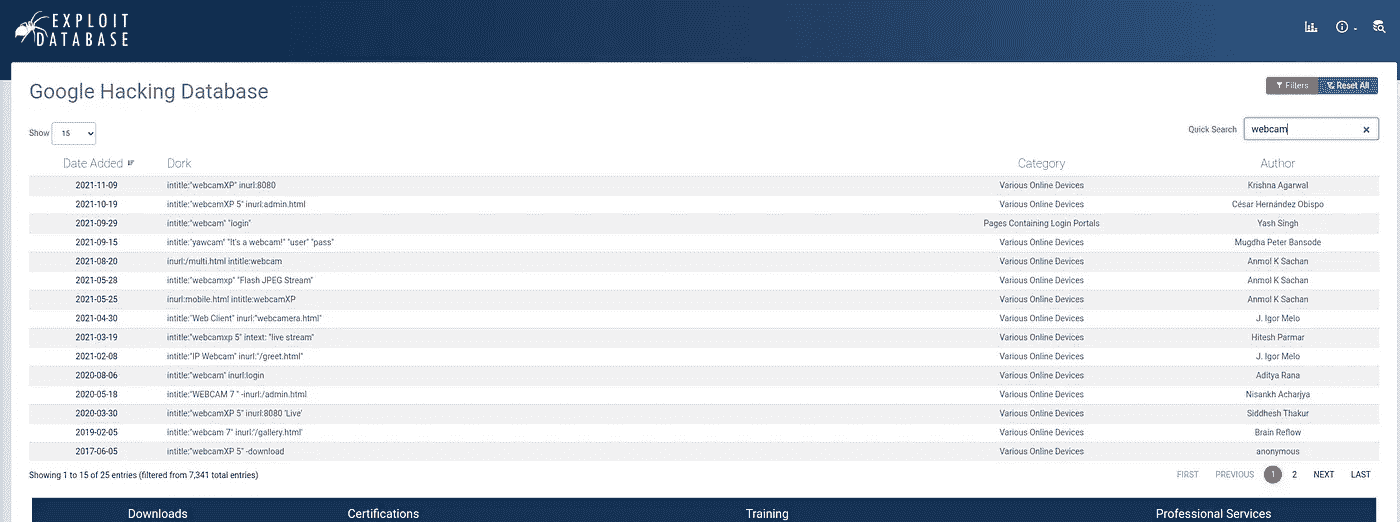 EXPLOIT
DATABASE
Google Hacking Database
Filters Reset All
Show 15 Quick Search webcam
Date Added Dork Category Author
2021-11-09 intitle:"webcamXP" inurl:8080 Various Online Devices Krishna Agarwal
2021-10-19 intitle:"webcamXP 5" inurl:admin.html Various Online Devices César Hernández Obispo
2021-09-29 intitle:"webcam" "login" Pages Containing Login Portals Yash Singh
2021-09-15 intitle:"yawcam" "It's a webcam!" "user" "pass" Various Online Devices Mugdha Peter Bansode
2021-08-20 inurl:/multi.html intitle:webcam Various Online Devices Anmol K Sachan
2021-05-28 intitle:"webcamxp" "Flash JPEG Stream" Various Online Devices Anmol K Sachan
2021-05-25 inurl:mobile.html intitle:webcamXP Various Online Devices Anmol K Sachan
2021-04-30 intitle:"Web Client" inurl:"webcamera.html" Various Online Devices J. Igor Melo
2021-03-19 intitle:"webcamxp 5" intext: "live stream" Various Online Devices Hitesh Parmar
2021-02-08 intitle:"IP Webcam" inurl:"/greet.html" Various Online Devices J. Igor Melo
2020-08-06 intitle:"webcam" inurl:login Various Online Devices Aditya Rana
2020-05-18 intitle:"WEBCAM 7 " -inurl:/admin.html Various Online Devices Nisankh Acharjya
2020-03-30 intitle:"webcamXP 5" inurl:8080 'Live' Various Online Devices Siddhesh Thakur
2019-02-05 intitle:"webcam 7" inurl:'/gallery.html' Various Online Devices Brain Reflow
2017-06-05 intitle:"webcamXP 5" -download Various Online Devices anonymous
Showing 1 to 15 of 25 entries (filtered from 7,341 total entries) FIRST PREVIOUS 1 2 NEXT LAST
Downloads Certifications Training Professional Services